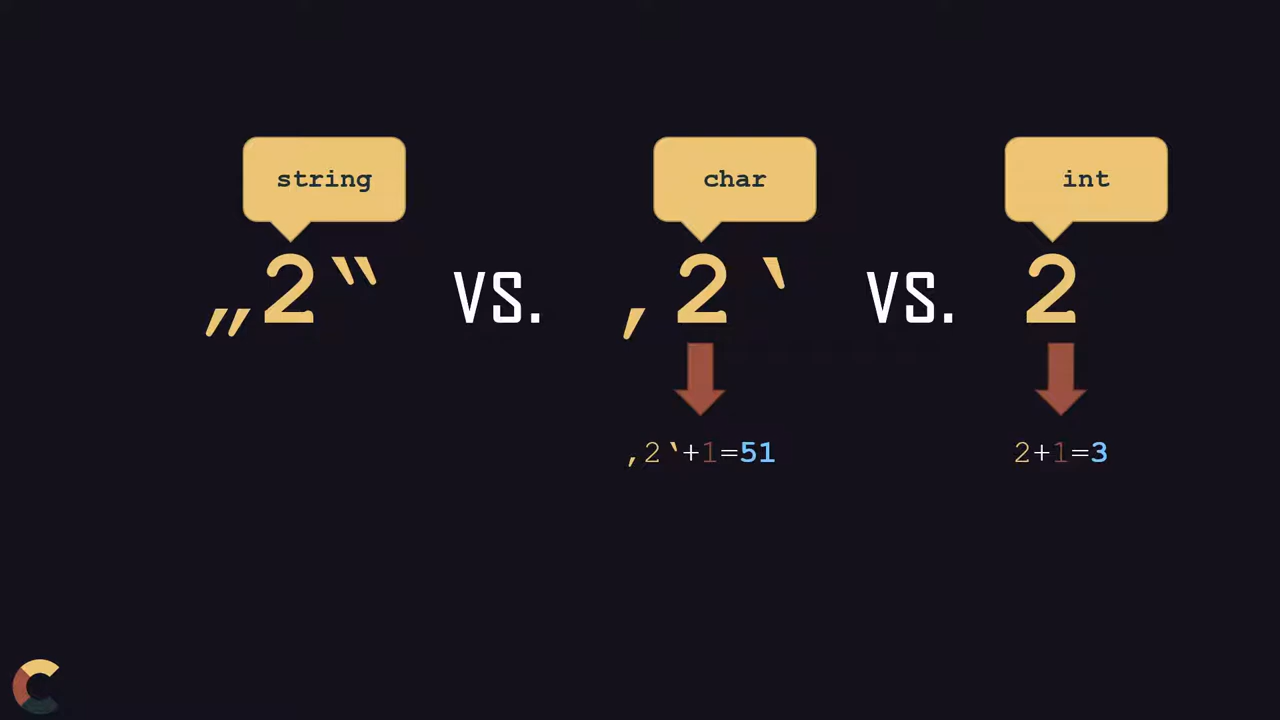 string
char
int
„2‟ VS. ‚2‛ VS. 2
‚2‛+1=51
2+1=3